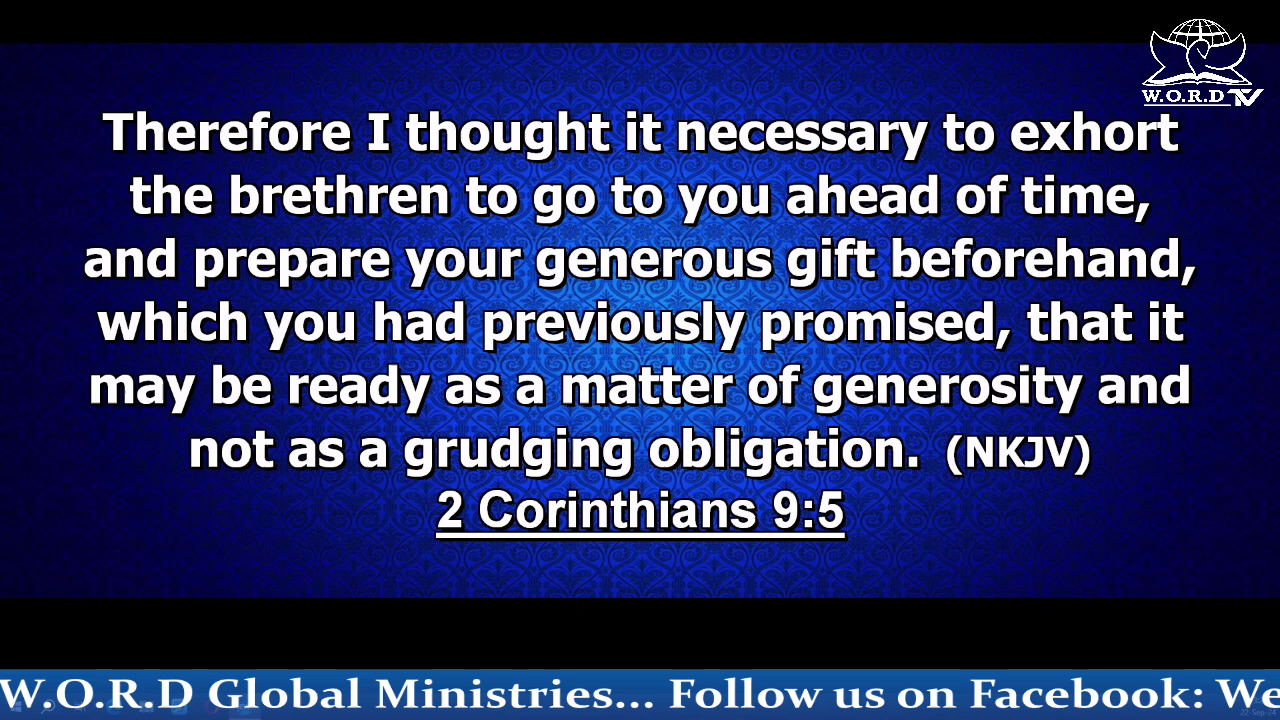 W.O.R.D TV
Therefore I thought it necessary to exhort
the brethren to go to you ahead of time,
and prepare your generous gift beforehand,
which you had previously promised, that it
may be ready as a matter of generosity and
not as a grudging obligation. (NKJV)
2 Corinthians 9:5
W.O.R.D Global Ministries... Follow us on Facebook: We